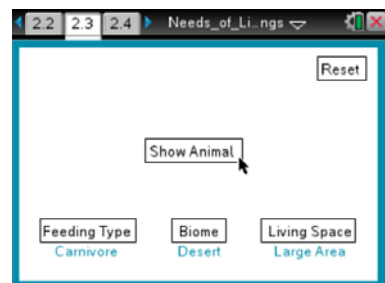 2.2 2.3 2.4 Needs_of_Li...ngs
Reset
Show Animal
Feeding Type Biome Living Space
Carnivore Desert Large Area